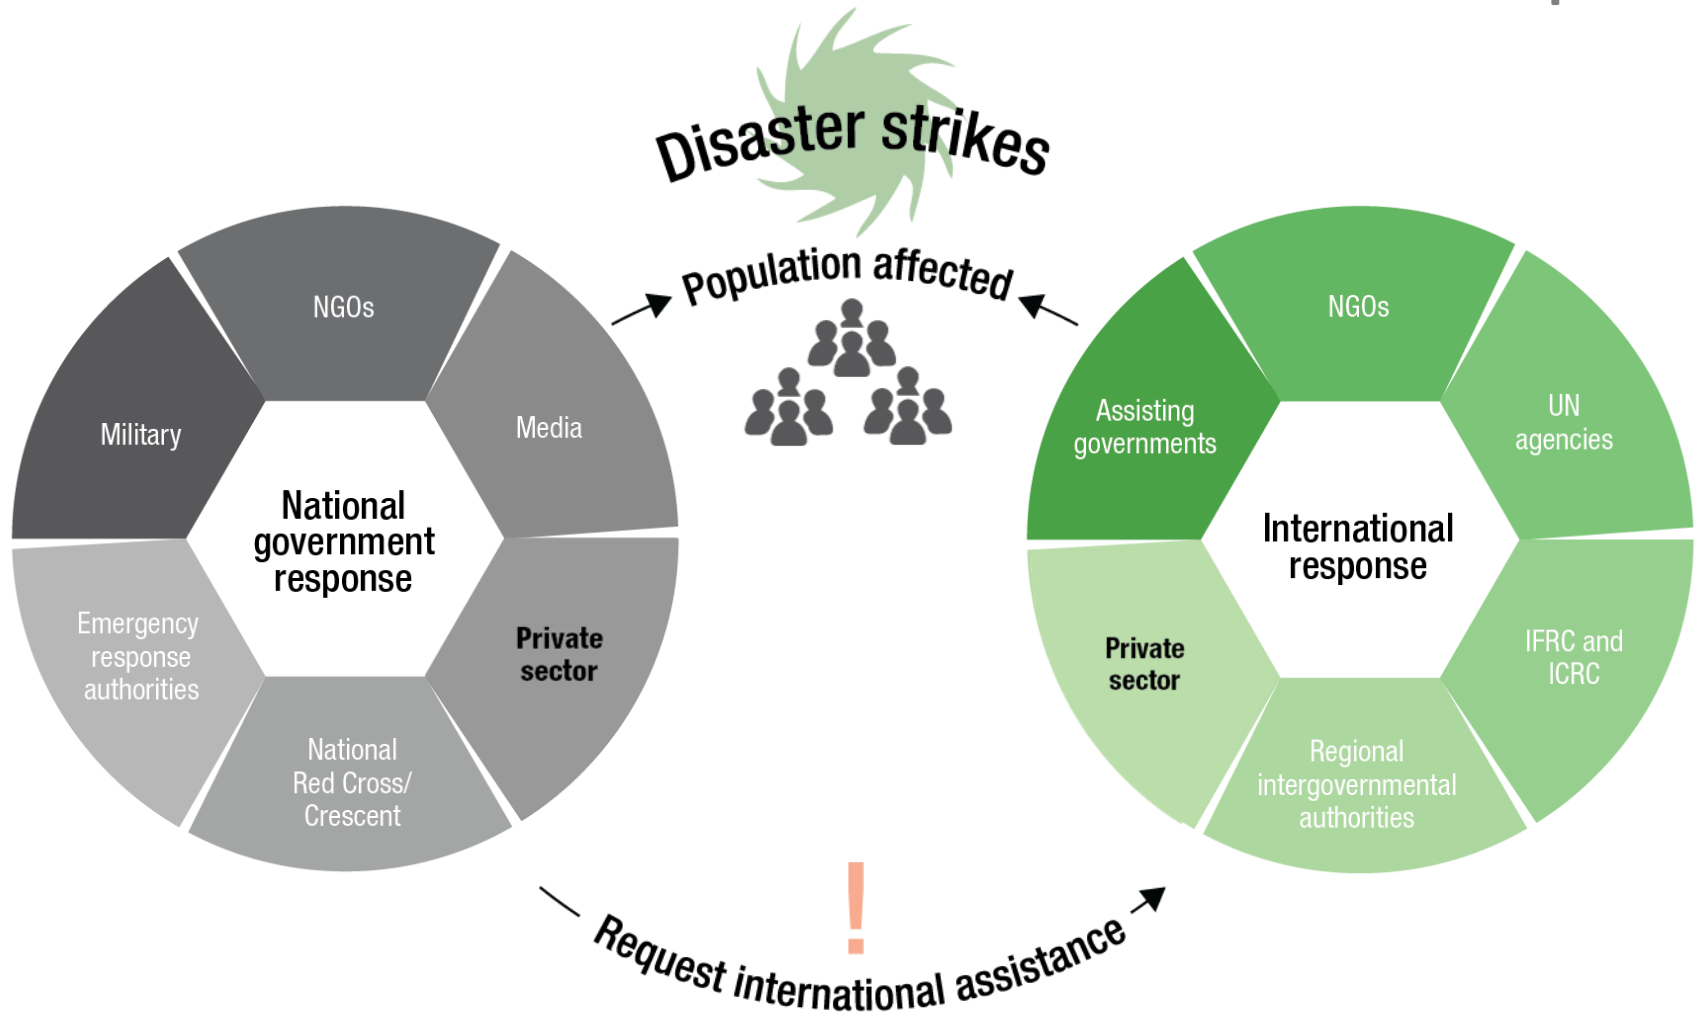 Disaster strikes
Population affected
NGOs
Military
Media
National
government
response
Emergency
response
authorities
Private
sector
National
Red Cross/
Crescent
NGOs
Assisting
governments
UN
agencies
International
response
Private
sector
IFRC and
ICRC
Regional
intergovernmental
authorities
!
Request international assistance